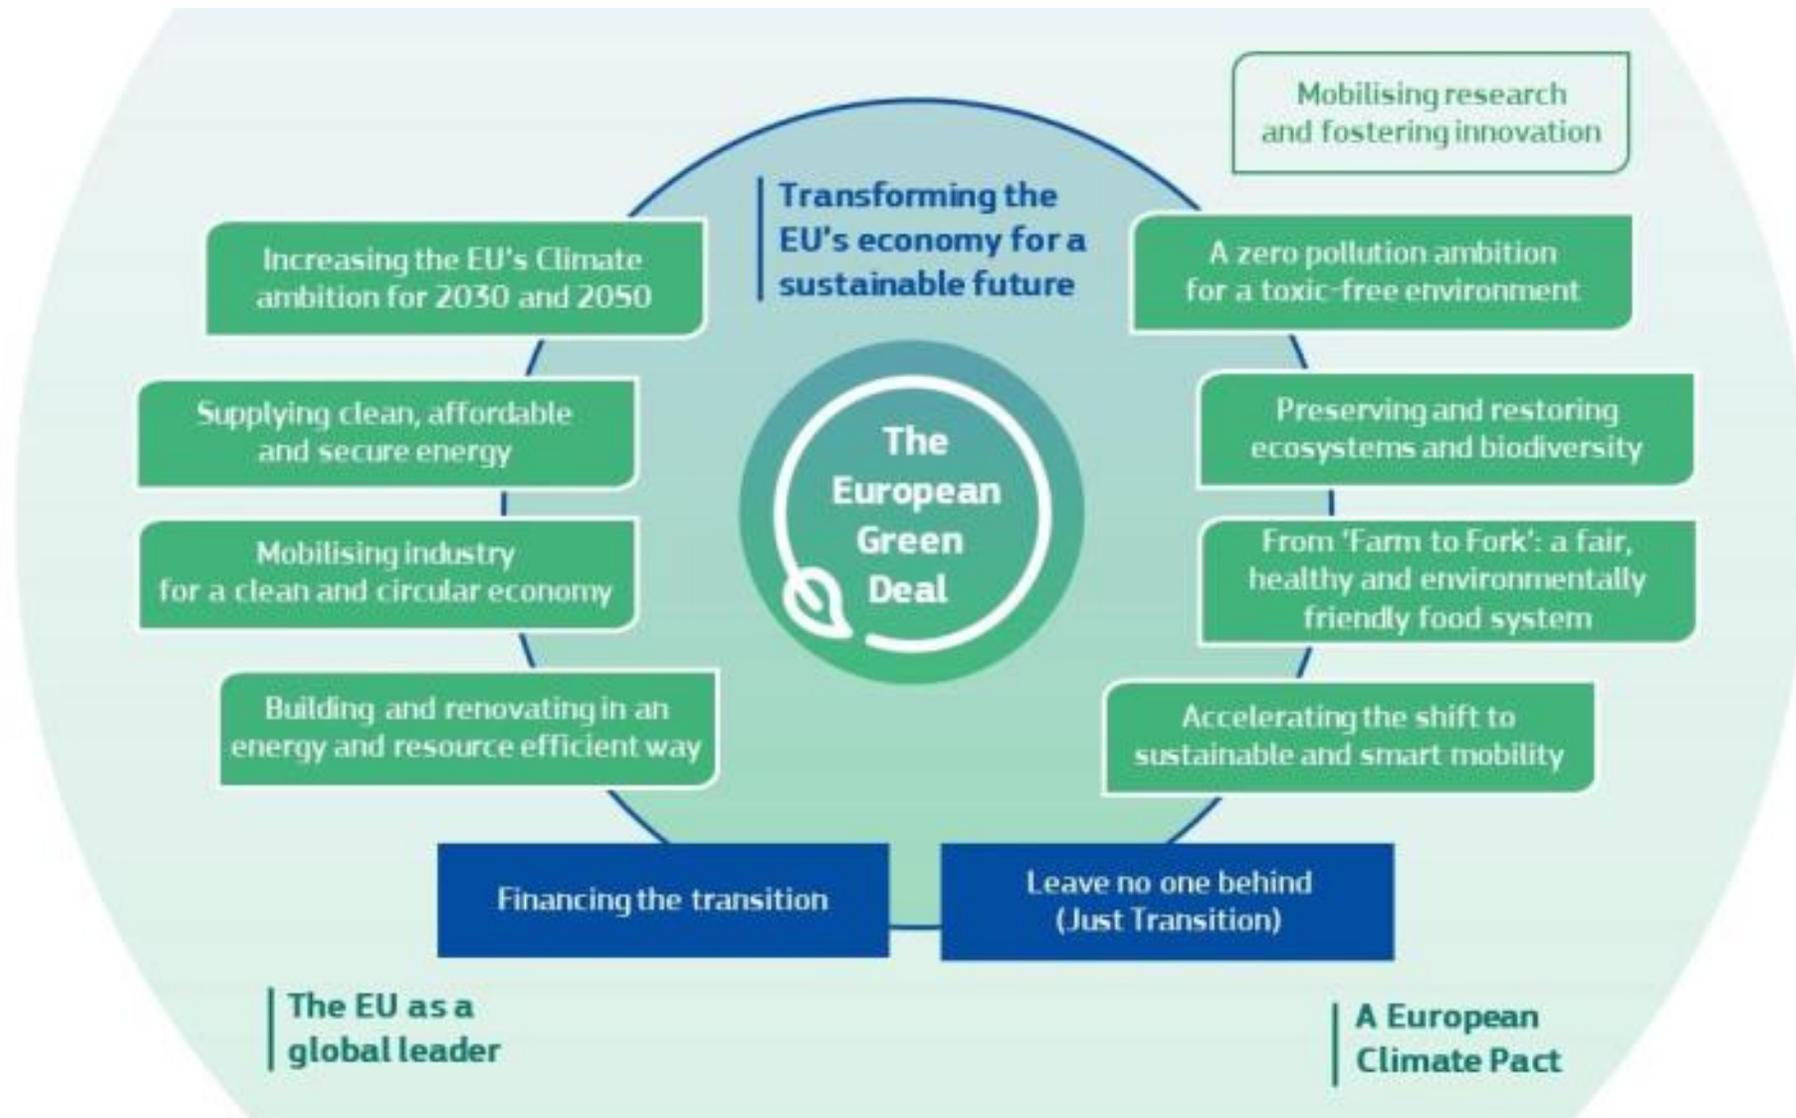 Mobilising research
and fostering innovation
Transforming the
EU's economy for a
sustainable future
Increasing the EU's Climate
ambition for 2030 and 2050
A zero pollution ambition
for a toxic-free environment
Supplying clean, affordable
and secure energy
Preserving and restoring
ecosystems and biodiversity
The
European
Green
Deal
Mobilising industry
for a clean and circular economy
From 'Farm to Fork': a fair,
healthy and environmentally
friendly food system
Building and renovating in an
energy and resource efficient way
Accelerating the shift to
sustainable and smart mobility
Financing the transition
Leave no one behind
(Just Transition)
The EU as a
global leader
A European
Climate Pact